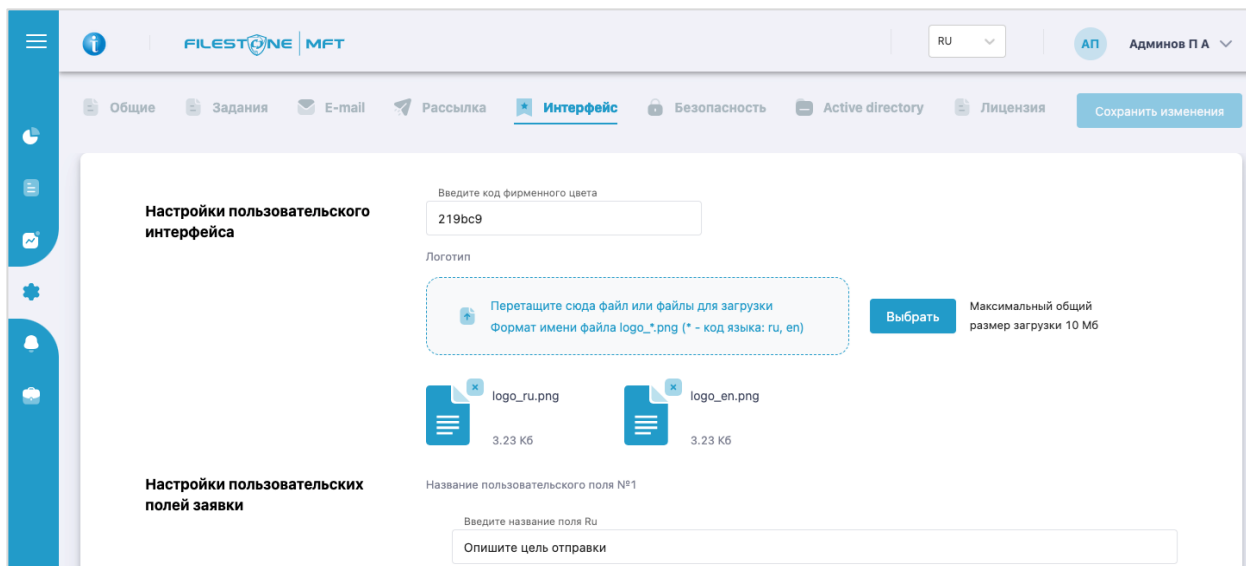 FILESTONE MFT
RU
АП
Админов П А
Общие
Задания
E-mail
Рассылка
Интерфейс
Безопасность
Active directory
Лицензия
Сохранить изменения
Настройки пользовательского
интерфейса
Введите код фирменного цвета
219bc9
Логотип
Перетащите сюда файл или файлы для загрузки
Формат имени файла logo_*.png (* - код языка: ru, en)
Выбрать
Максимальный общий
размер загрузки 10 Мб
logo_ru.png
3.23 Кб
logo_en.png
3.23 Кб
Настройки пользовательских
полей заявки
Название пользовательского поля №1
Введите название поля Ru
Опишите цель отправки